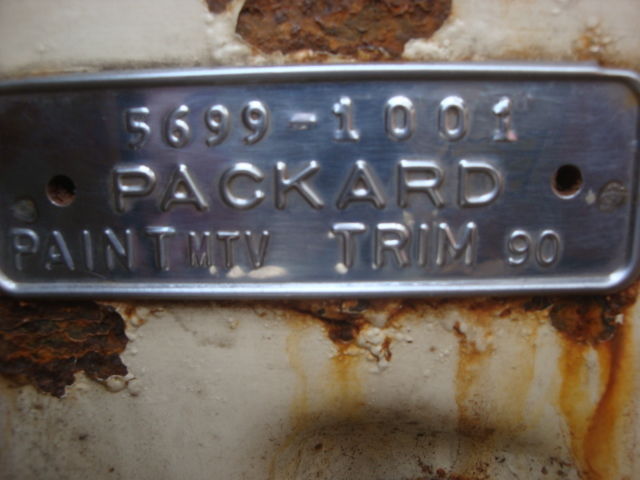 5699-1001
PACKARD
PAINT MTV TRIM 90